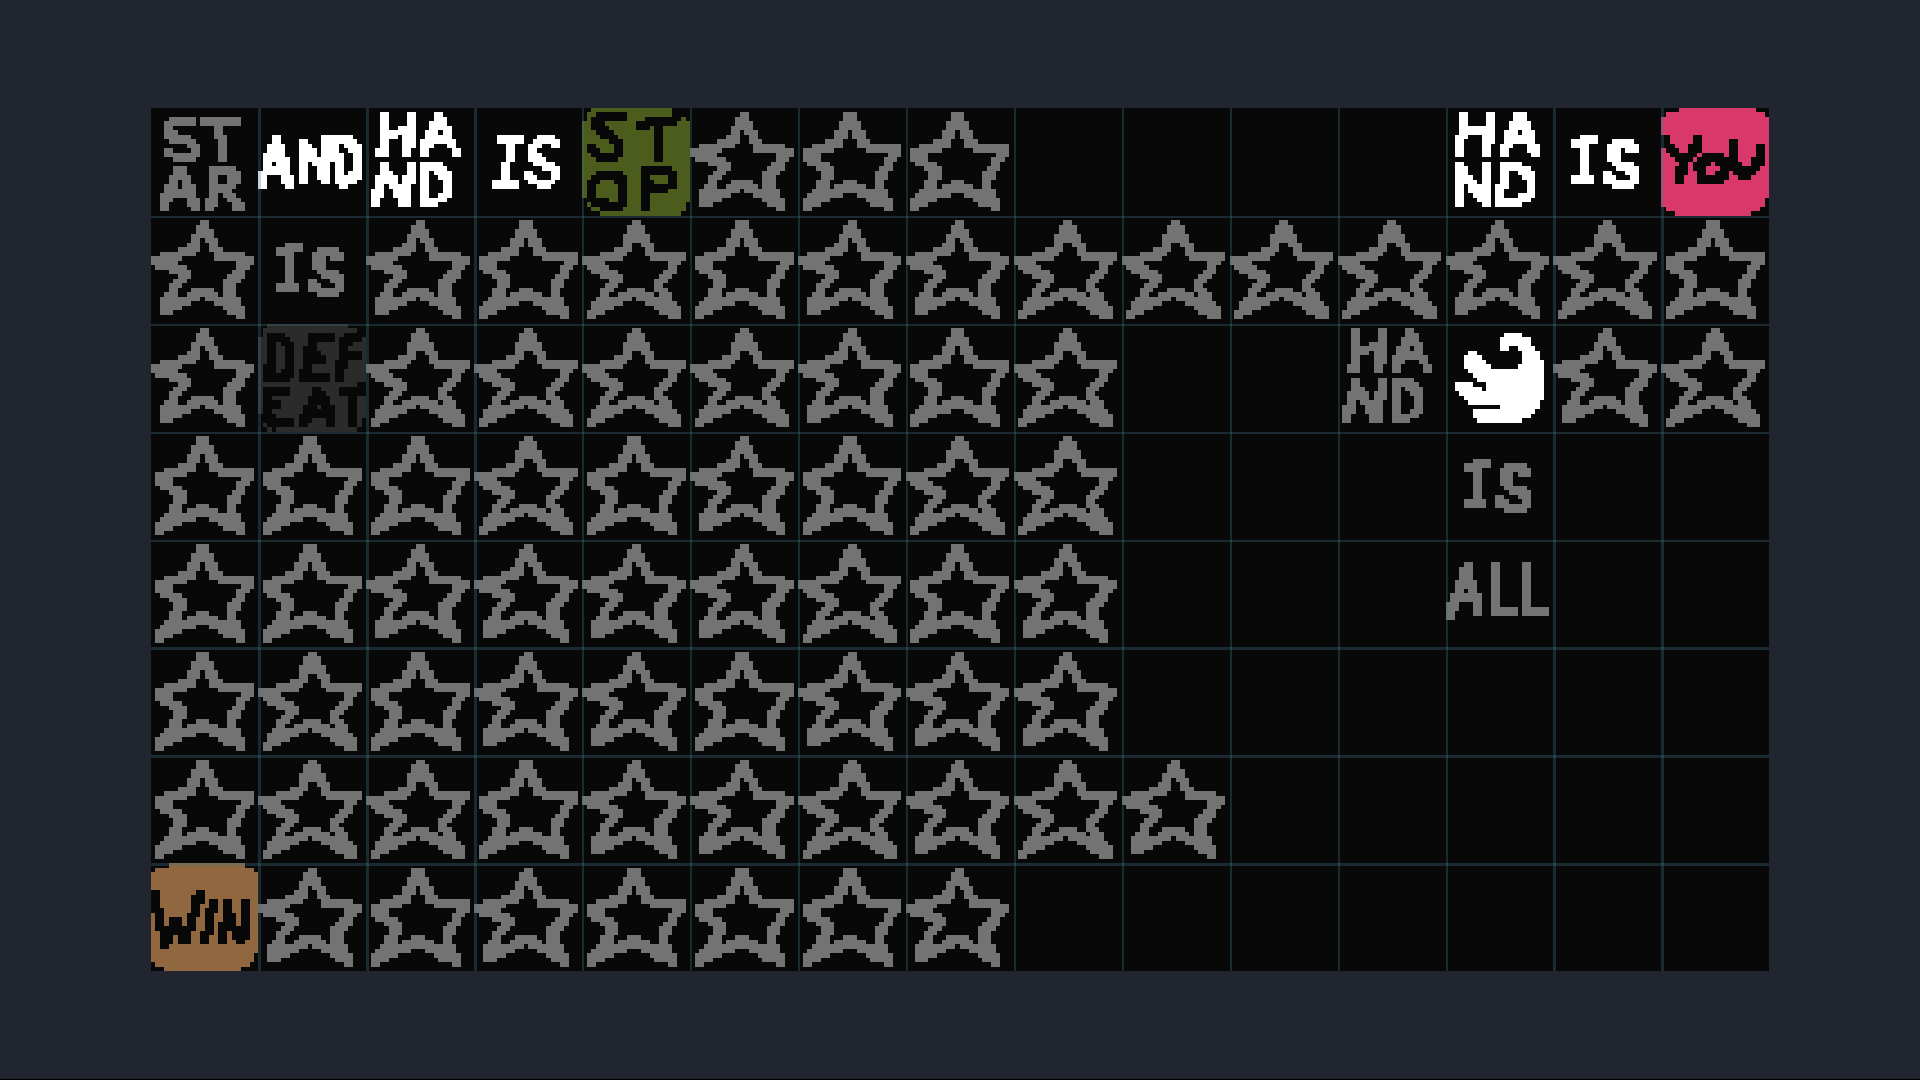 STAR AND HAND IS STOP HAND IS YOU
IS
DEFEAT HAND
IS
ALL
WIN